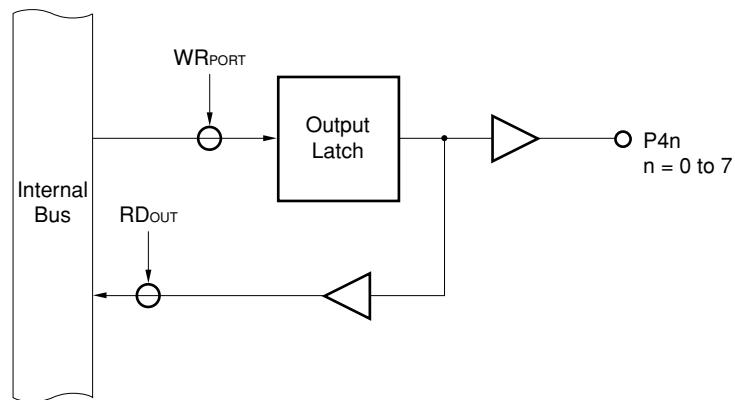 WRPORT
Output
Latch
P4n
n = 0 to 7
Internal
Bus
RDOUT